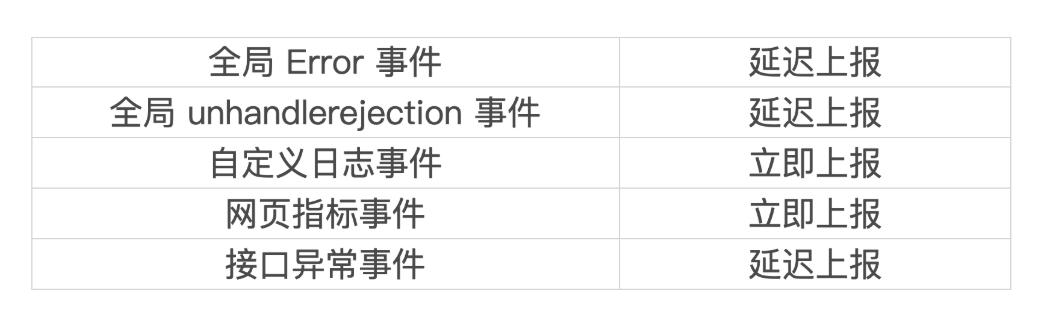 全局 Error 事件 延迟上报
全局 unhandlerejection 事件 延迟上报
自定义日志事件 立即上报
网页指标事件 立即上报
接口异常事件 延迟上报